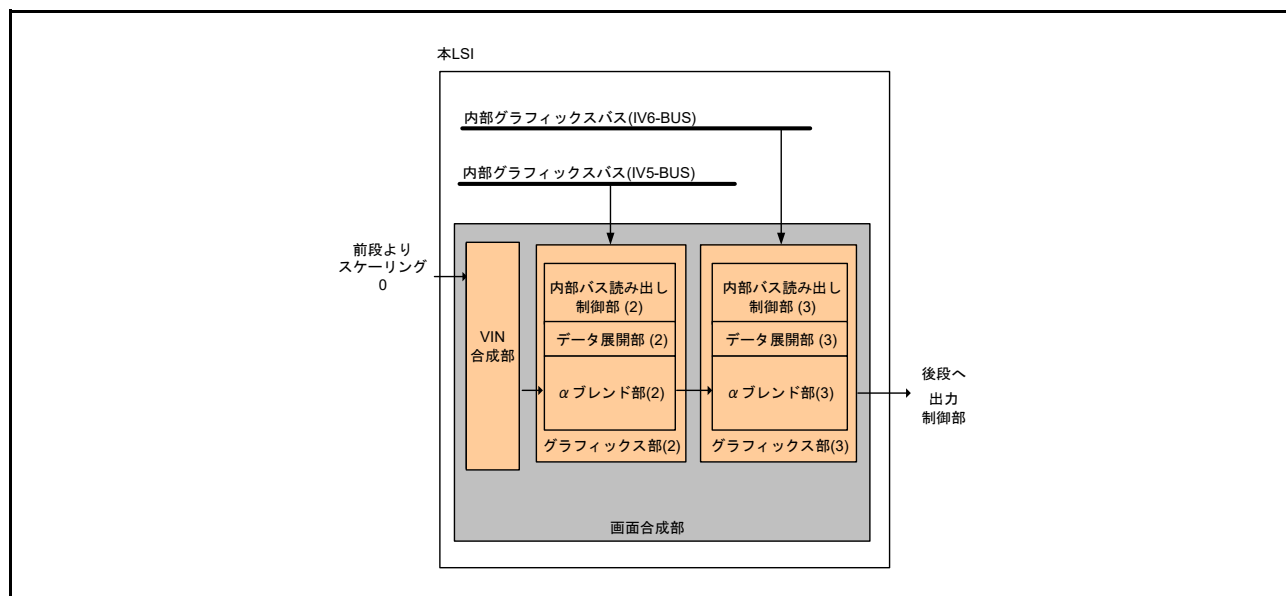 本LSI
内部グラフィックスバス(IV6-BUS)
内部グラフィックスバス(IV5-BUS)
前段より
スケーリング
0
VIN
合成部
内部バス読み出し
制御部(2)
データ展開部(2)
αブレンド部(2)
グラフィックス部(2)
内部バス読み出し
制御部(3)
データ展開部(3)
αブレンド部(3)
グラフィックス部(3)
後段へ
出力
制御部
画面合成部